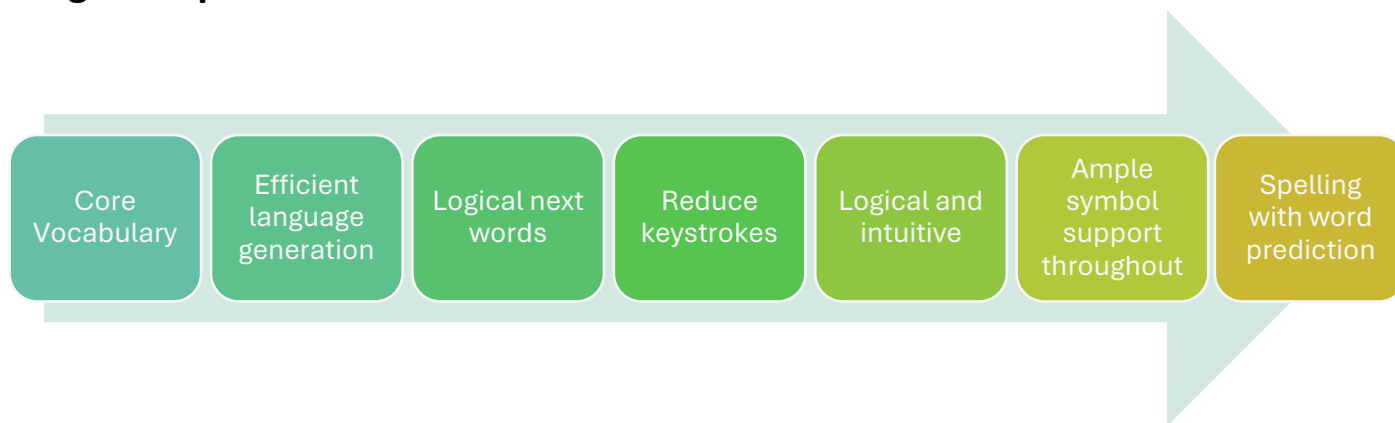 Core
Vocabulary
Efficient
language
generation
Logical next
words
Reduce
keystrokes
Logical and
intuitive
Ample
symbol
support
throughout
Spelling
with word
prediction